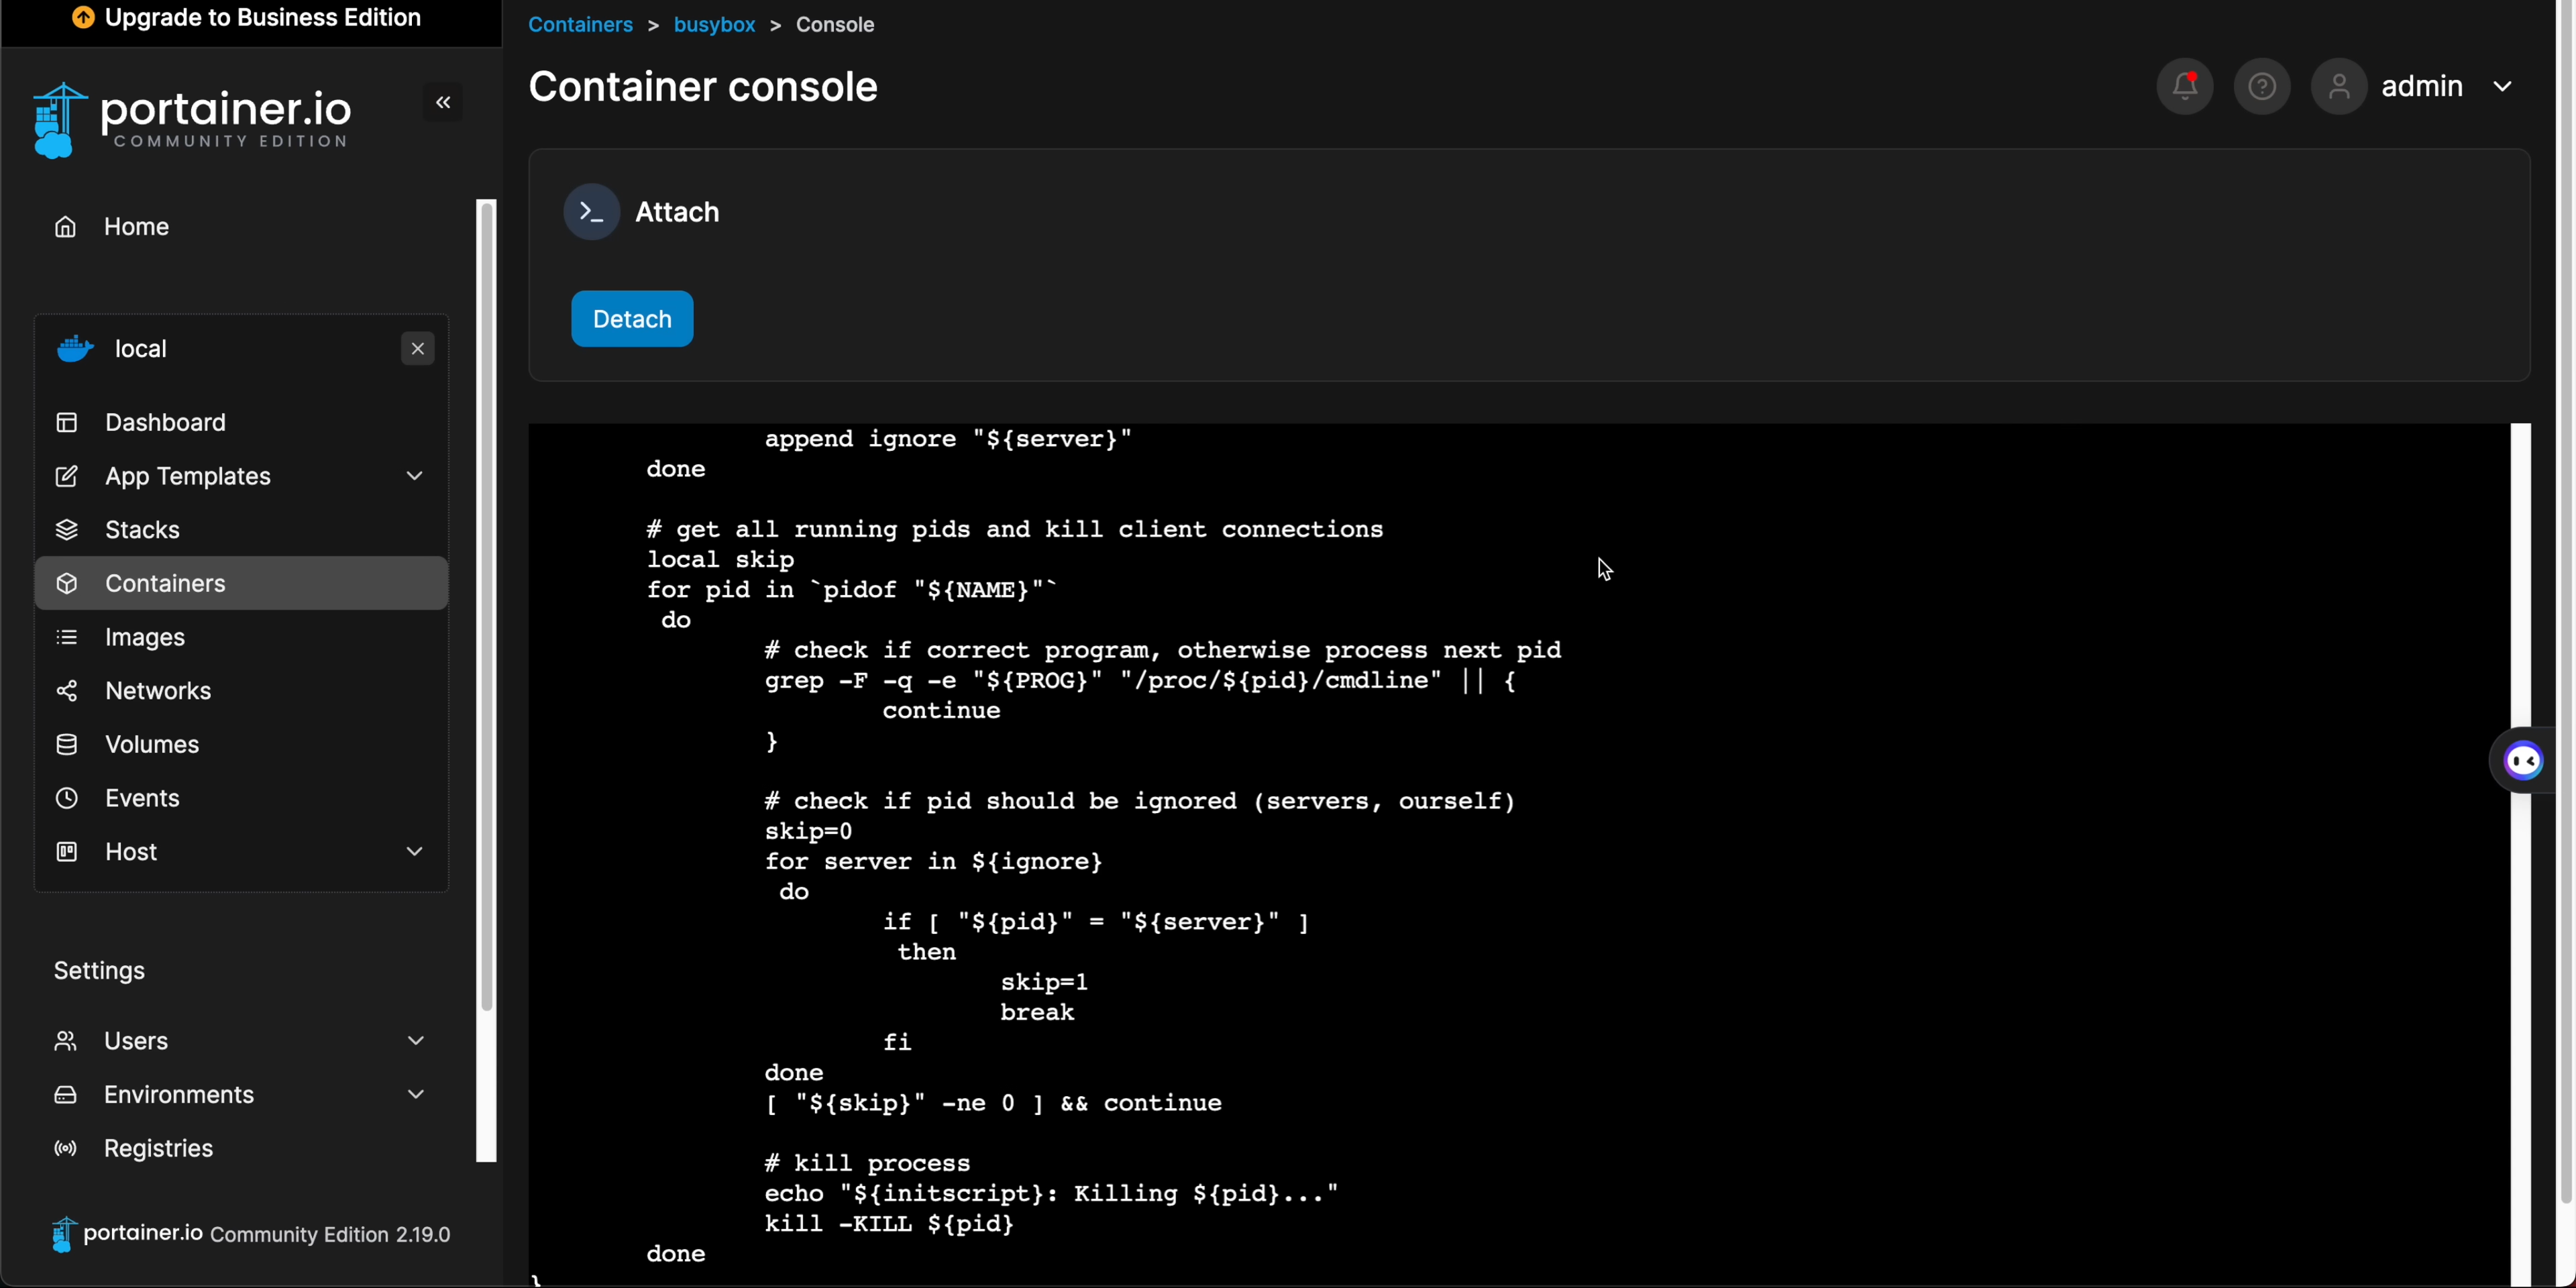 Upgrade to Business Edition
portainer.io
COMMUNITY EDITION
Home
local
Dashboard
App Templates
Stacks
Containers
Images
Networks
Volumes
Events
Host
Settings
Users
Environments
Registries
portainer.io Community Edition 2.19.0
Containers > busybox > Console
Container console
admin
Attach
Detach
append ignore "${server}"
done
# get all running pids and kill client connections
local skip
for pid in `pidof "${NAME}"`
do
# check if correct program, otherwise process next pid
grep -F -q -e "${PROG}" "/proc/${pid}/cmdline" || {
continue
}
# check if pid should be ignored (servers, ourself)
skip=0
for server in ${ignore}
do
if [ "${pid}" = "${server}" ]
then
skip=1
break
fi
done
[ "${skip}" -ne 0 ] && continue
# kill process
echo "${initscript}: Killing ${pid}..."
kill -KILL ${pid}
done
}